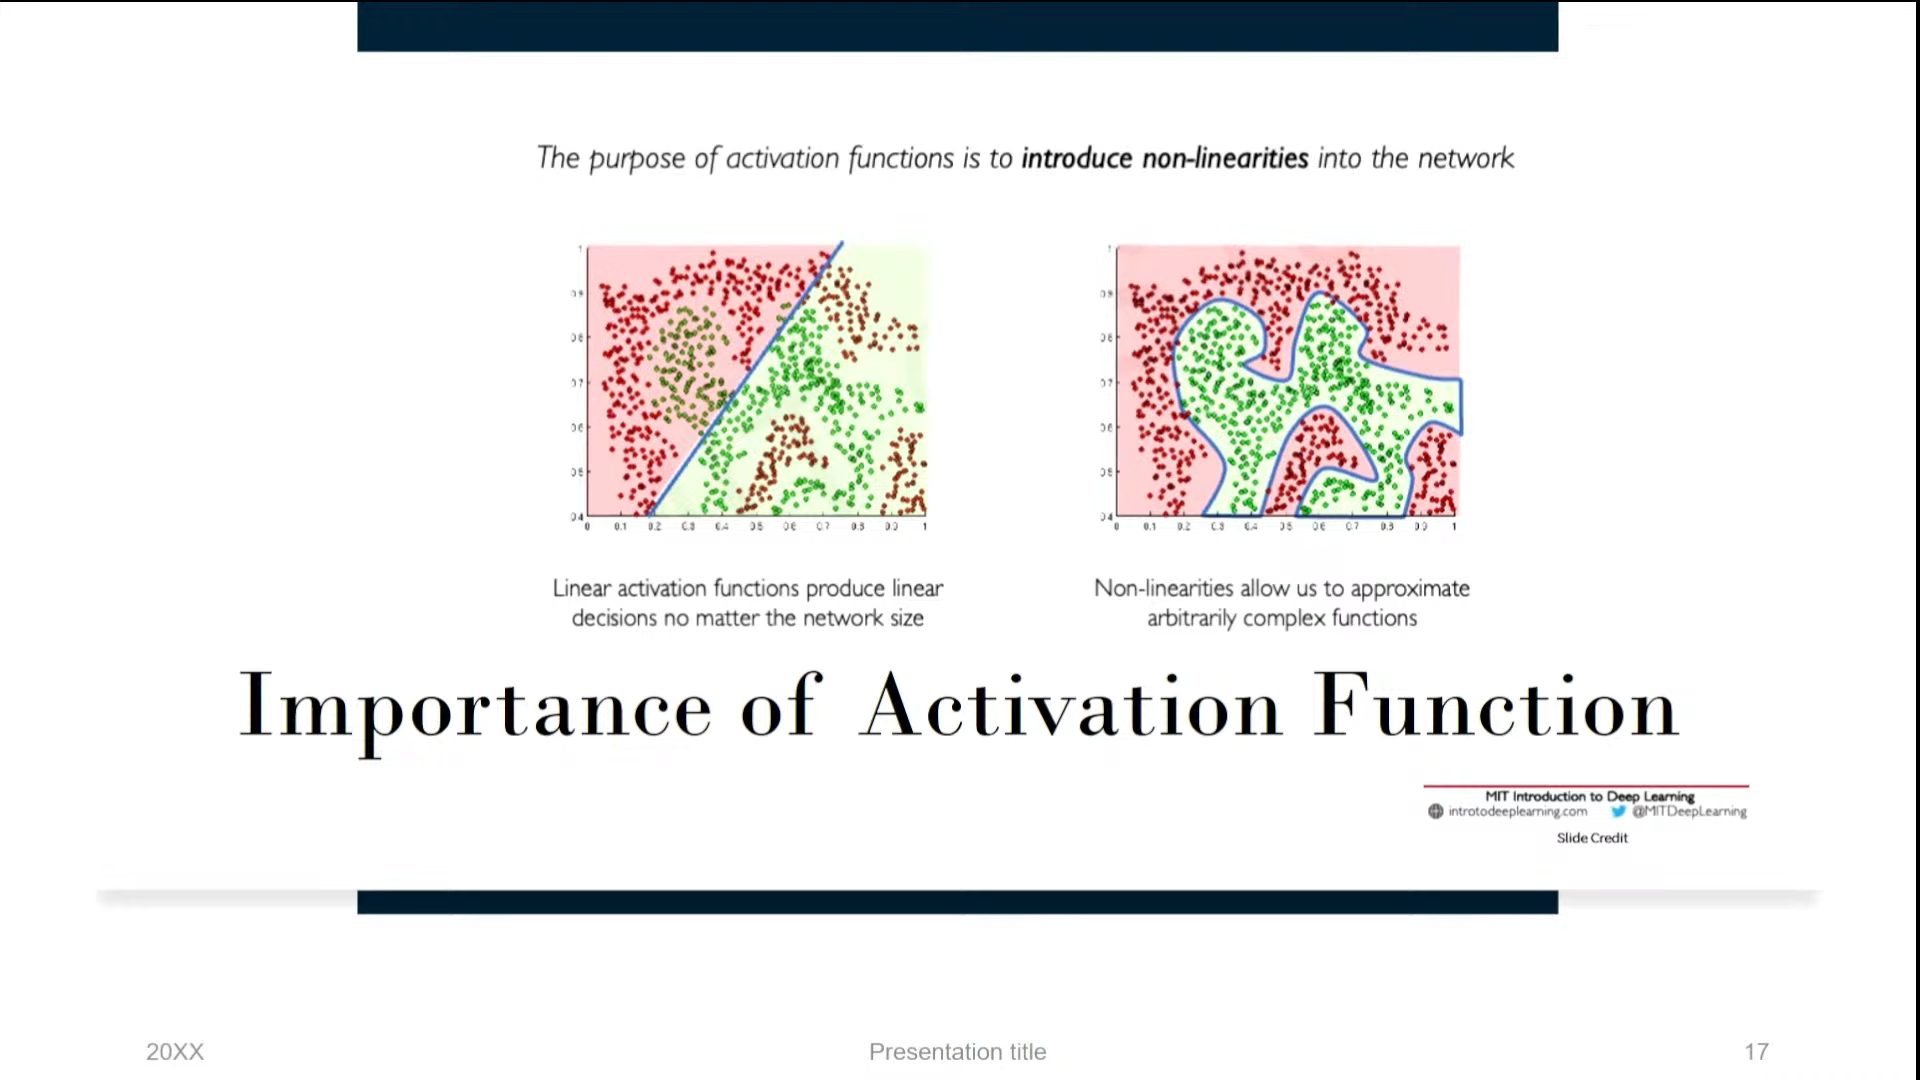 The purpose of activation functions is to introduce non-linearities into the network
Linear activation functions produce linear
decisions no matter the network size
Non-linearities allow us to approximate
arbitrarily complex functions
Importance of Activation Function
MIT Introduction to Deep Learning
introtodeeplearning.com @MITDeepLearning
Slide Credit
20XX
Presentation title
17